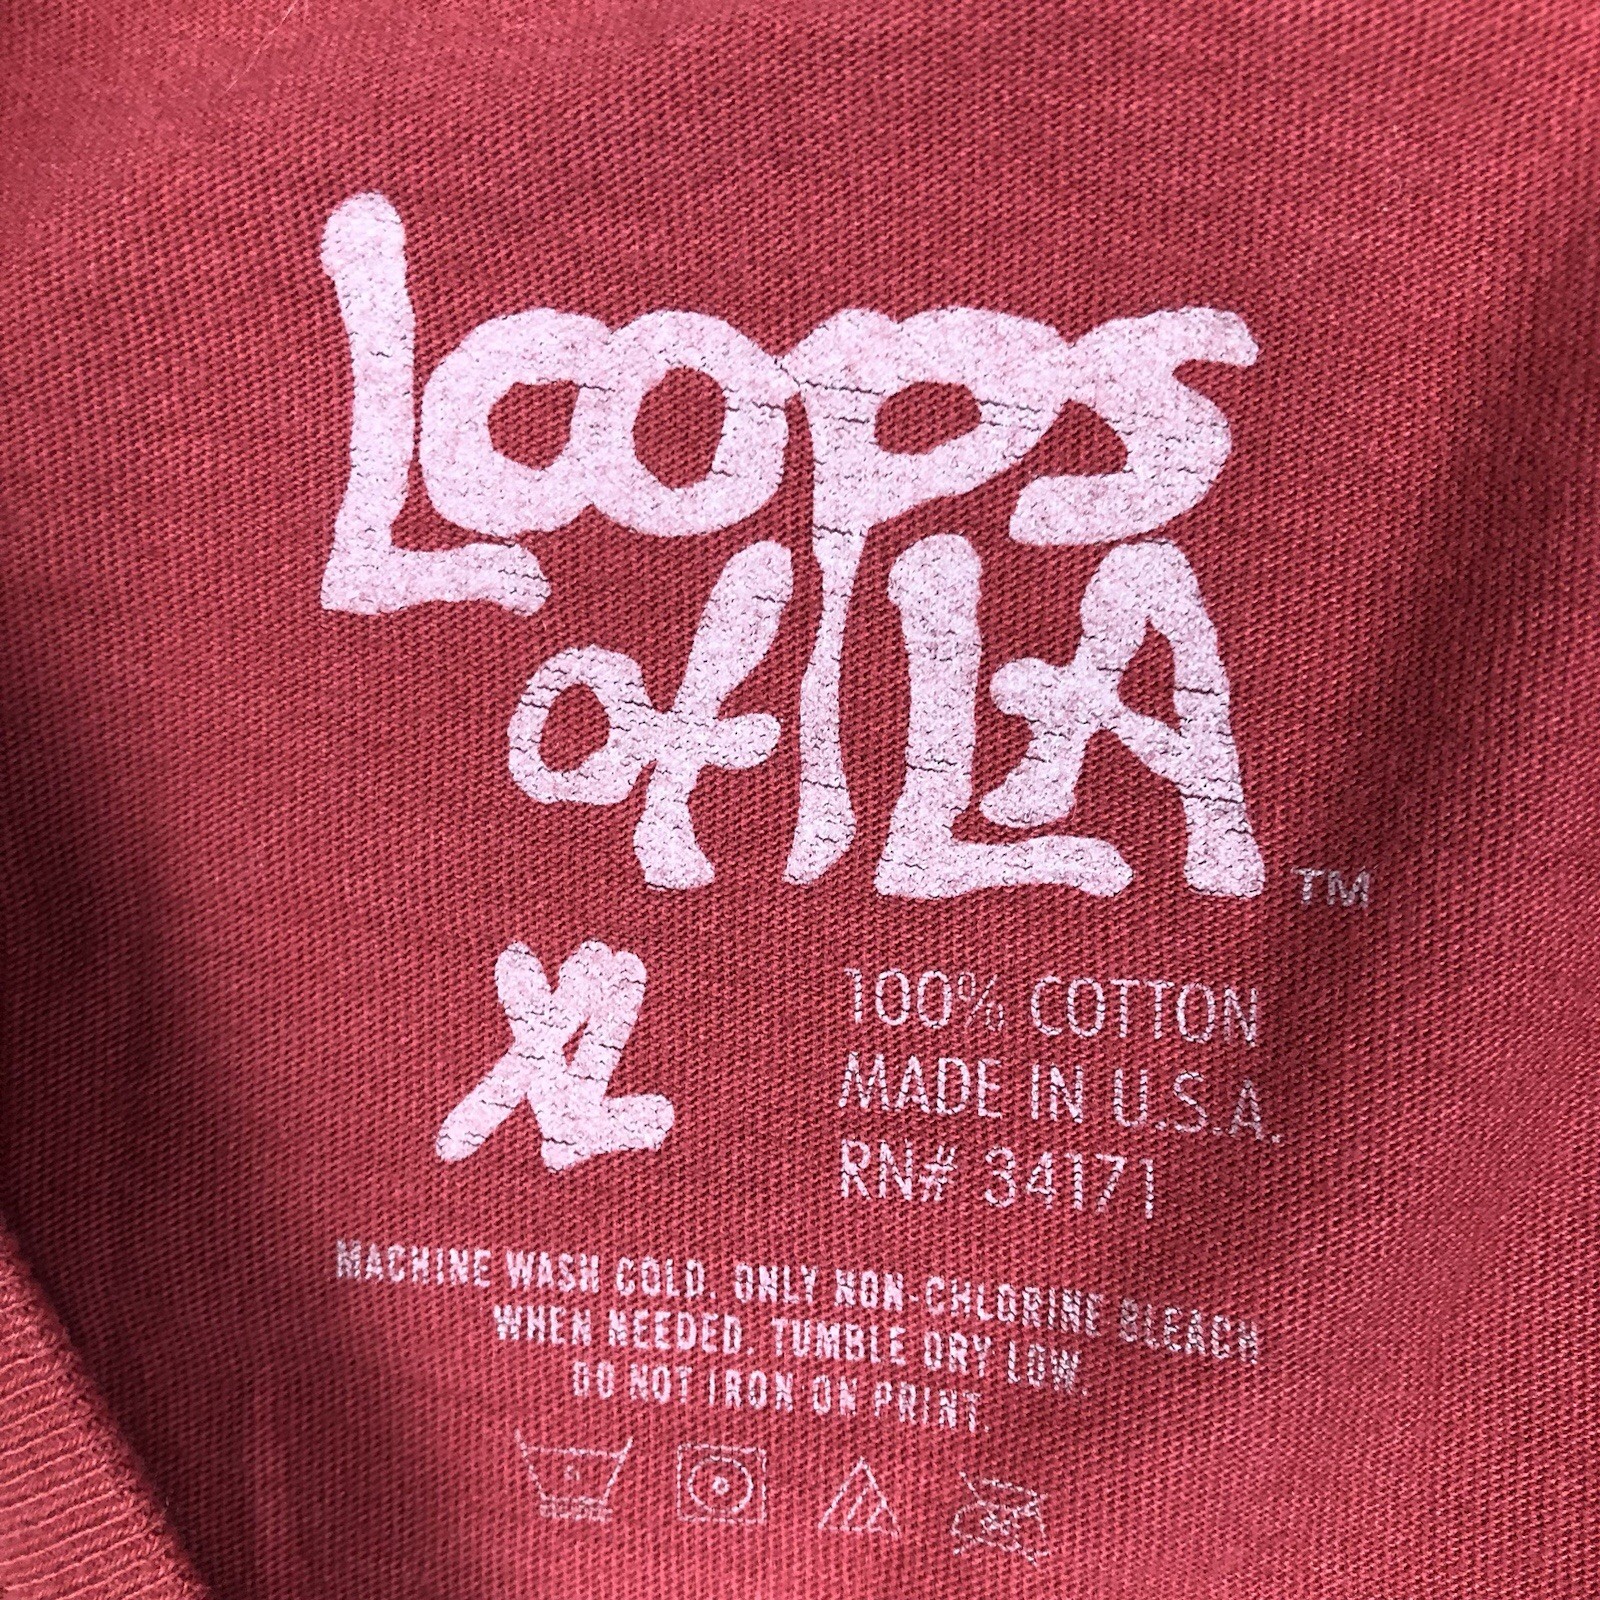 Loops
of LA
TM
XL
100% COTTON
MADE IN U.S.A.
RN# 34171
MACHINE WASH COLD. ONLY NON-CHLORINE BLEACH
WHEN NEEDED. TUMBLE DRY LOW.
DO NOT IRON ON PRINT.